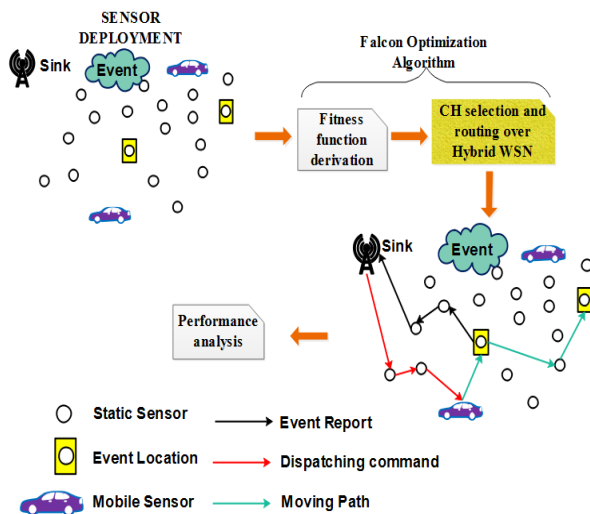 SENSOR
DEPLOYMENT
Sink
Event
Falcon Optimization
Algorithm
Fitness
function
derivation
CH selection and
routing over
Hybrid WSN
Sink
Event
Performance
analysis
Static Sensor
Event Report
Event Location
Dispatching command
Mobile Sensor
Moving Path